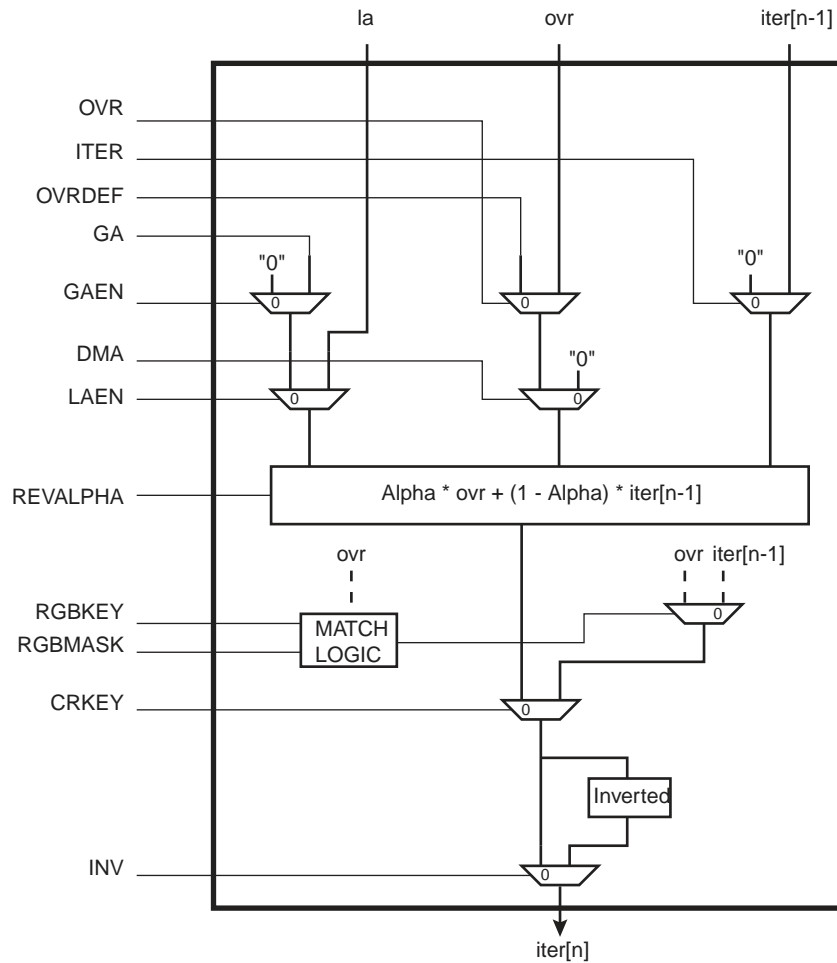 la
ovr
iter[n-1]
OVR
ITER
OVRDEF
GA
"0"
"0"
GAEN
0
0
0
DMA
"0"
LAEN
0
0
REVALPHA
Alpha * ovr + (1 - Alpha) * iter[n-1]
ovr
ovr iter[n-1]
RGBKEY
0
RGBMASK
MATCH
LOGIC
CRKEY
0
Inverted
INV
0
iter[n]